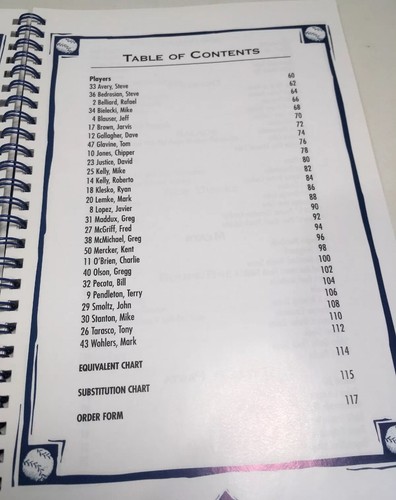 TABLE OF CONTENTS
Players
33 Avery, Steve 60
36 Bedrosian, Steve 62
2 Belliard, Rafael 64
34 Bielecki, Mike 66
4 Blauser, Jeff 68
17 Brown, Jarvis 70
12 Gallagher, Dave 72
47 Glavine, Tom 74
10 Jones, Chipper 76
23 Justice, David 78
25 Kelly, Mike 80
14 Kelly, Roberto 82
18 Klesko, Ryan 84
20 Lemke, Mark 86
8 Lopez, Javier 88
31 Maddux, Greg 90
27 McGriff, Fred 92
38 McMichael, Greg 94
50 Mercker, Kent 96
11 O'Brien, Charlie 98
40 Olson, Gregg 100
32 Pecota, Bill 102
9 Pendleton, Terry 104
29 Smoltz, John 106
30 Stanton, Mike 108
26 Tarasco, Tony 110
43 Wohlers, Mark 112
EQUIVALENT CHART 114
SUBSTITUTION CHART 115
ORDER FORM 117